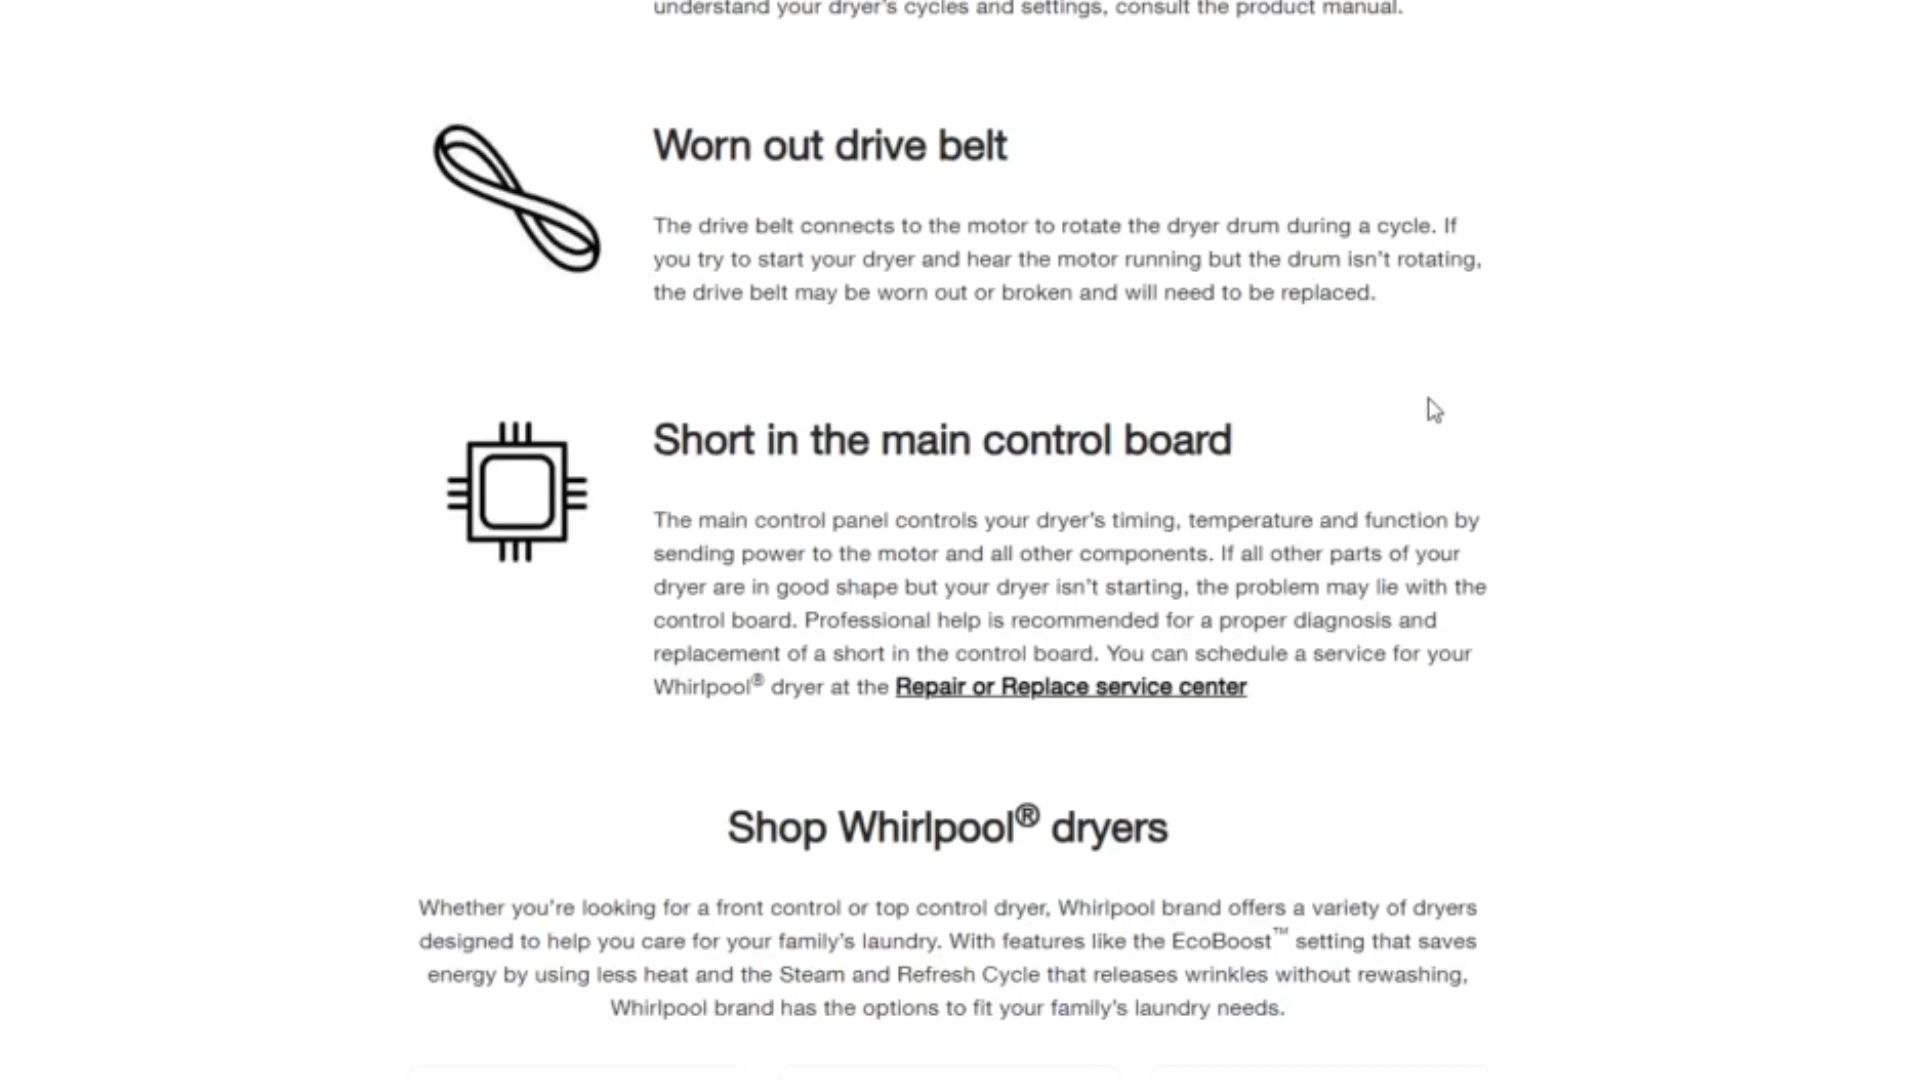 understand your dryer's cycles and settings, consult the product manual.
Worn out drive belt
The drive belt connects to the motor to rotate the dryer drum during a cycle. If
you try to start your dryer and hear the motor running but the drum isn't rotating,
the drive belt may be worn out or broken and will need to be replaced.
Short in the main control board
The main control panel controls your dryer's timing, temperature and function by
sending power to the motor and all other components. If all other parts of your
dryer are in good shape but your dryer isn't starting, the problem may lie with the
control board. Professional help is recommended for a proper diagnosis and
replacement of a short in the control board. You can schedule a service for your
Whirlpool® dryer at the Repair or Replace service center
Shop Whirlpool® dryers
Whether you're looking for a front control or top control dryer, Whirlpool brand offers a variety of dryers
designed to help you care for your family's laundry. With features like the EcoBoost™ setting that saves
energy by using less heat and the Steam and Refresh Cycle that releases wrinkles without rewashing,
Whirlpool brand has the options to fit your family's laundry needs.